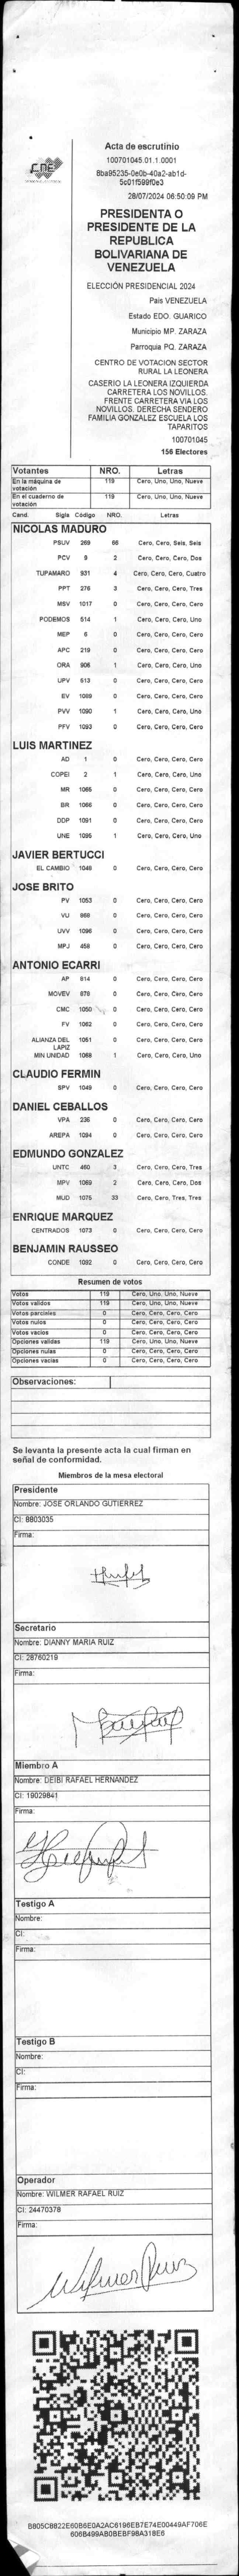 CNE
Acta de escrutinio
100701045.01.1.0001
8ba95235-0e0b-40a2-ab1d-
5c01f599f0e3
28/07/2024 06:50:09 PM
PRESIDENTA O
PRESIDENTE DE LA
REPUBLICA
BOLIVARIANA DE
VENEZUELA
ELECCIÓN PRESIDENCIAL 2024
Pais VENEZUELA
Estado EDO. GUARICO
Municipio MP. ZARAZA
Parroquia PQ. ZARAZA
CENTRO DE VOTACION SECTOR
RURAL LA LEONERA
CASERIO LA LEONERA IZQUIERDA
CARRETERA LOS NOVILLOS.
FRENTE CARRETERA VIA LOS
NOVILLOS. DERECHA SENDERO
FAMILIA GONZALEZ ESCUELA LOS
TAPARITOS
100701045
156 Electores
Votantes NRO. Letras
En la máquina de votación 119 Cero, Uno, Uno, Nueve
En el cuaderno de votación 119 Cero, Uno, Uno, Nueve
Cand. Sigla Código NRO. Letras
NICOLAS MADURO
PSUV 269 66 Cero, Cero, Seis, Seis
PCV 9 2 Cero, Cero, Cero, Dos
TUPAMARO 931 4 Cero, Cero, Cero, Cuatro
PPT 276 3 Cero, Cero, Cero, Tres
MSV 1017 0 Cero, Cero, Cero, Cero
PODEMOS 514 1 Cero, Cero, Cero, Uno
MEP 6 0 Cero, Cero, Cero, Cero
APC 219 0 Cero, Cero, Cero, Cero
ORA 906 1 Cero, Cero, Cero, Uno
UPV 613 0 Cero, Cero, Cero, Cero
EV 1089 0 Cero, Cero, Cero, Cero
PVV 1090 1 Cero, Cero, Cero, Uno
PFV 1093 0 Cero, Cero, Cero, Cero
LUIS MARTINEZ
AD 1 0 Cero, Cero, Cero, Cero
COPEI 2 1 Cero, Cero, Cero, Uno
MR 1065 0 Cero, Cero, Cero, Cero
BR 1066 0 Cero, Cero, Cero, Cero
DDP 1091 0 Cero, Cero, Cero, Cero
UNE 1095 1 Cero, Cero, Cero, Uno
JAVIER BERTUCCI
EL CAMBIO 1048 0 Cero, Cero, Cero, Cero
JOSE BRITO
PV 1053 0 Cero, Cero, Cero, Cero
VU 868 0 Cero, Cero, Cero, Cero
UVV 1096 0 Cero, Cero, Cero, Cero
MPJ 458 0 Cero, Cero, Cero, Cero
ANTONIO ECARRI
AP 814 0 Cero, Cero, Cero, Cero
MOVEV 878 0 Cero, Cero, Cero, Cero
CMC 1050 0 Cero, Cero, Cero, Cero
FV 1062 0 Cero, Cero, Cero, Cero
ALIANZA DEL LAPIZ 1051 0 Cero, Cero, Cero, Cero
MIN UNIDAD 1068 1 Cero, Cero, Cero, Uno
CLAUDIO FERMIN
SPV 1049 0 Cero, Cero, Cero, Cero
DANIEL CEBALLOS
VPA 235 0 Cero, Cero, Cero, Cero
AREPA 1094 0 Cero, Cero, Cero, Cero
EDMUNDO GONZALEZ
UNTC 460 3 Cero, Cero, Cero, Tres
MPV 1069 2 Cero, Cero, Cero, Dos
MUD 1075 33 Cero, Cero, Tres, Tres
ENRIQUE MARQUEZ
CENTRADOS 1073 0 Cero, Cero, Cero, Cero
BENJAMIN RAUSSEO
CONDE 1092 0 Cero, Cero, Cero, Cero
Resumen de votos
Votos 119 Cero, Uno, Uno, Nueve
Votos validos 119 Cero, Uno, Uno, Nueve
Votos parciales 0 Cero, Cero, Cero, Cero
Votos nulos 0 Cero, Cero, Cero, Cero
Votos vacios 0 Cero, Cero, Cero, Cero
Opciones validas 119 Cero, Uno, Uno, Nueve
Opciones nulas 0 Cero, Cero, Cero, Cero
Opciones vacias 0 Cero, Cero, Cero, Cero
Observaciones:
Se levanta la presente acta la cual firman en
señal de conformidad.
Miembros de la mesa electoral
Presidente
Nombre: JOSE ORLANDO GUTIERREZ
CI: 8803035
Firma:
Secretario
Nombre: DIANNY MARIA RUIZ
CI: 28760219
Firma:
Miembro A
Nombre: DEIBI RAFAEL HERNANDEZ
CI: 19029841
Firma:
Testigo A
Nombre:
CI:
Firma:
Testigo B
Nombre:
CI:
Firma:
Operador
Nombre: WILMER RAFAEL RUIZ
CI: 24470378
Firma:
Wilmer Ruiz
B805C8822E60B6E0A2AC6196EB7E74E00449AF706E
606B499AB0BEBF98A318E6